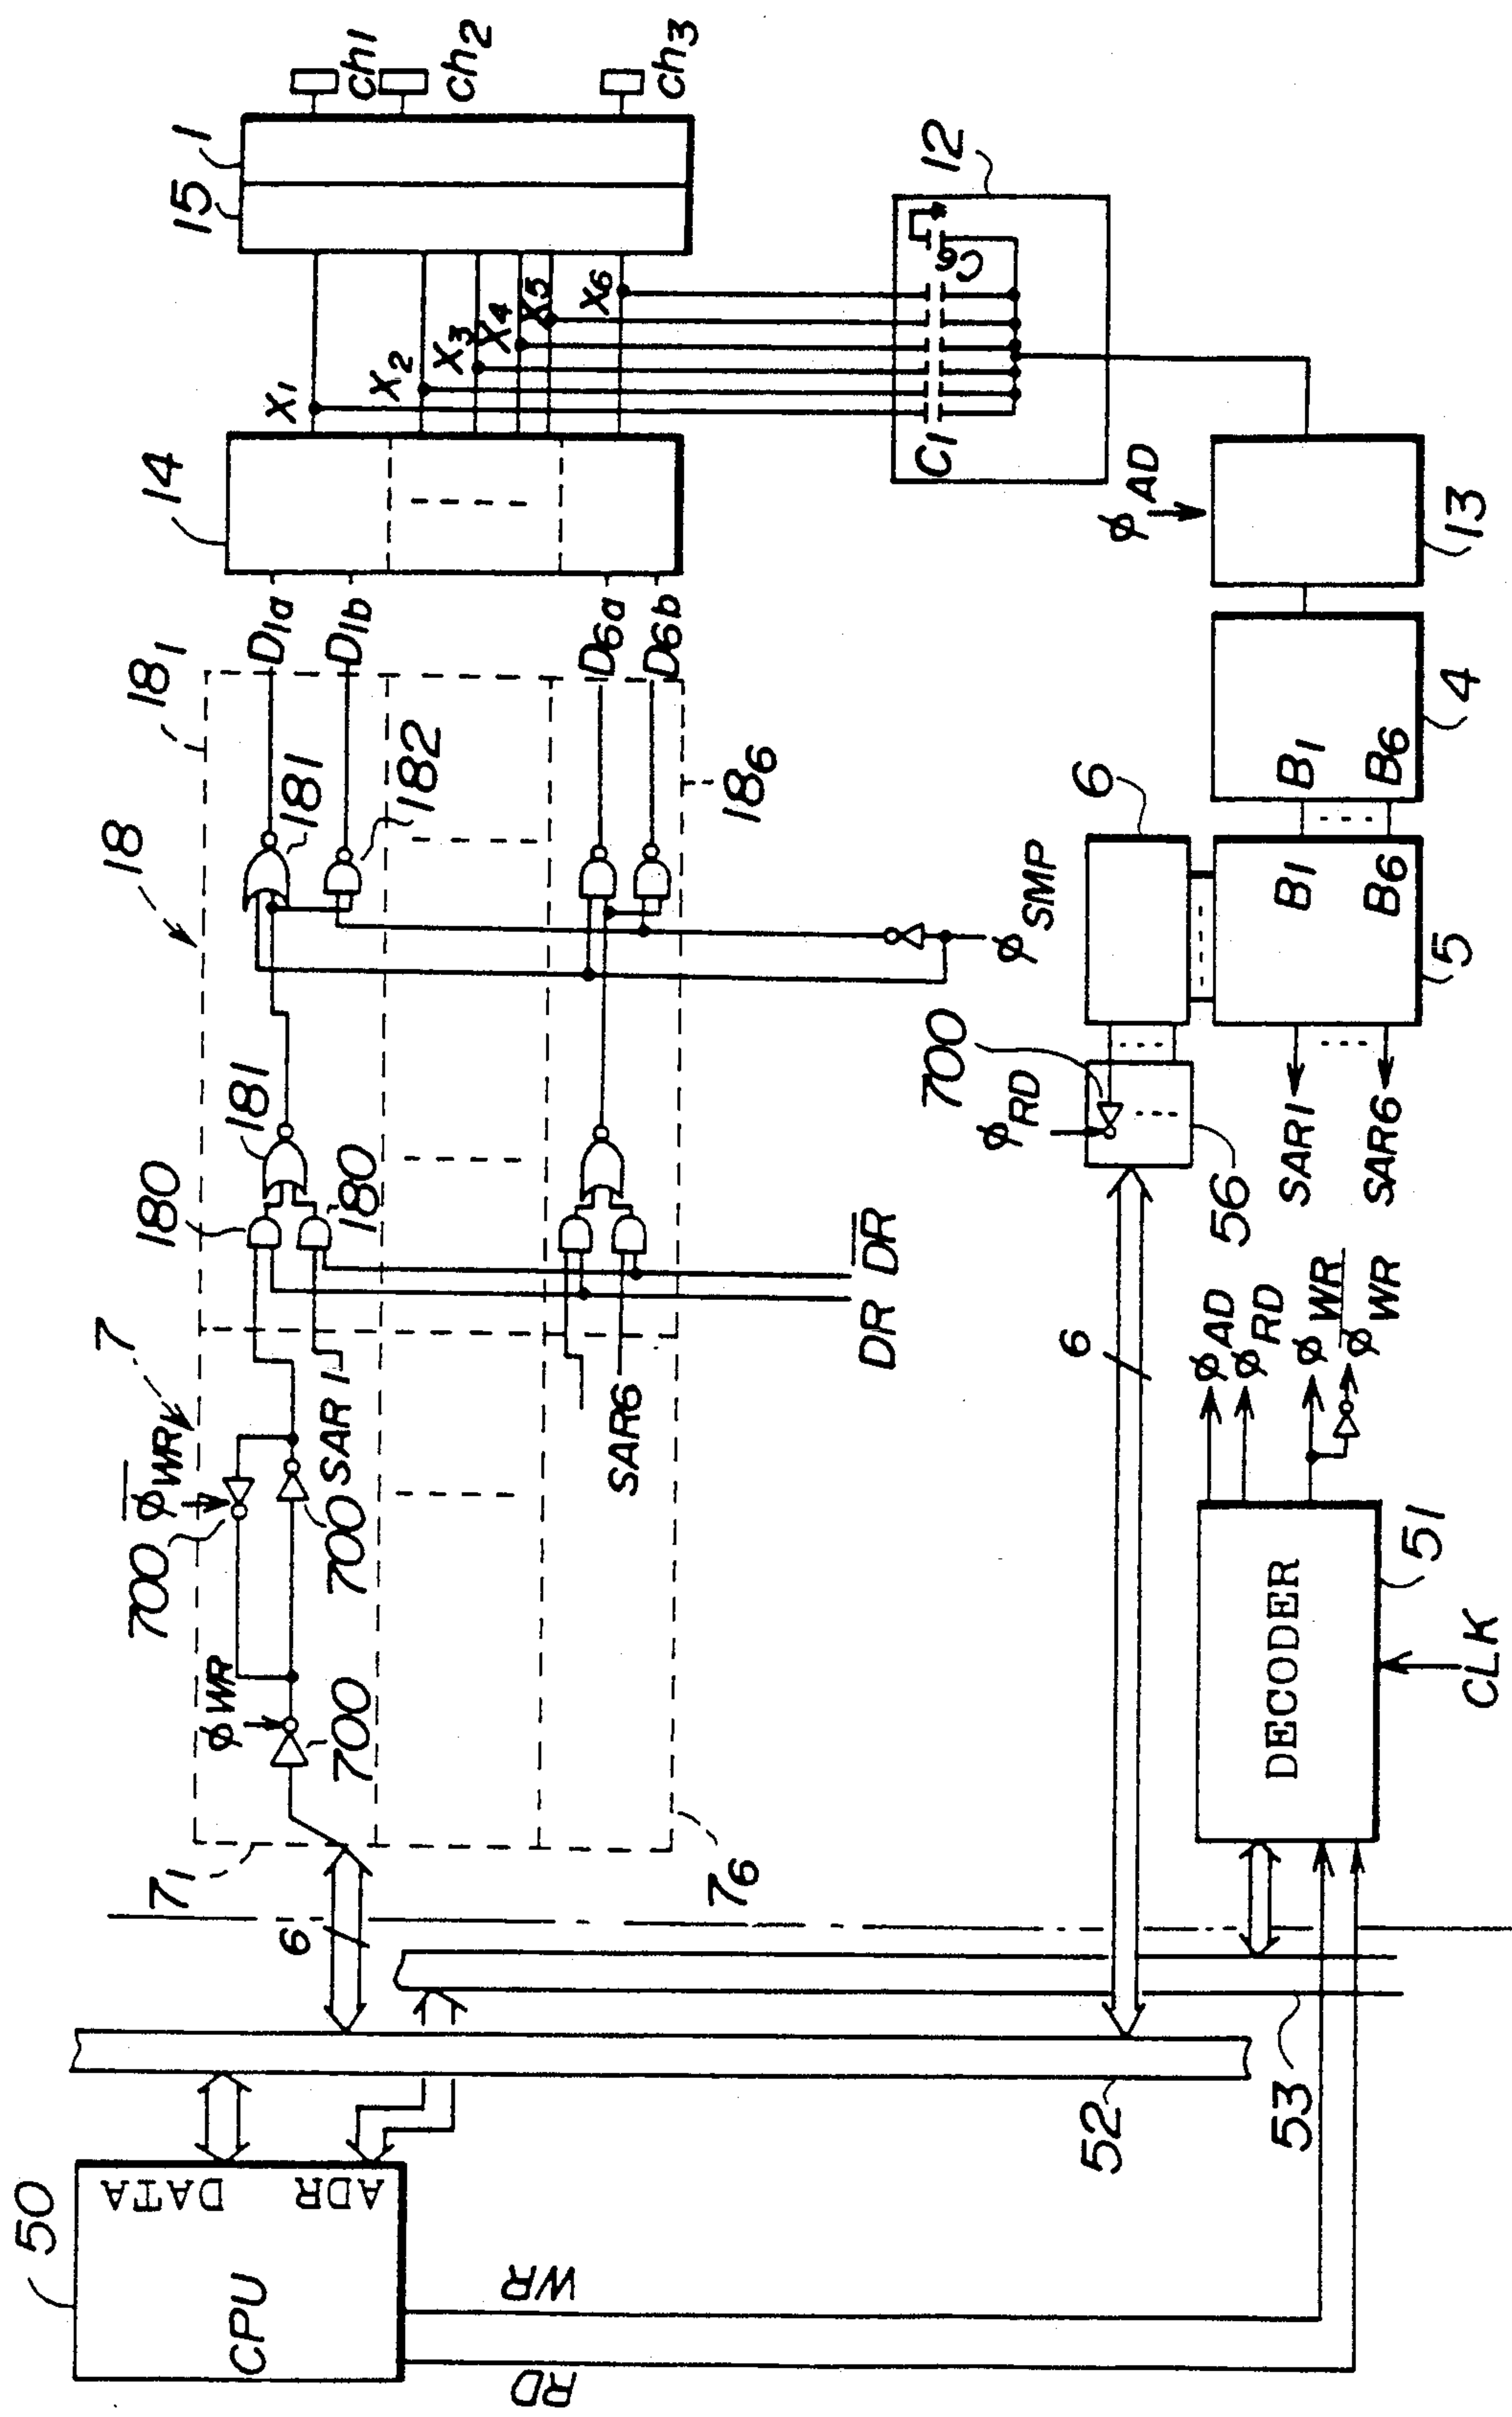 50
CPU
DATA
ADR
WR
RD
52
53
6
7₁
7₆
7
ϕWR
700
700
ϕ̅W̅R̅
700
SAR1
SAR6
18
180
180
181
DR
D̅R̅
18₁
181
182
18₆
ϕSMP
D1a
D1b
D6a
D6b
14
X1
X2
X3
X4
X5
X6
15
1
ch1
ch2
ch3
12
C1
C6
ϕAD
13
4
B1
B6
5
B1
B6
6
SAR1
SAR6
700
ϕRD
56
6
DECODER
51
CLK
ϕAD
ϕRD
ϕWR
ϕ̅W̅R̅